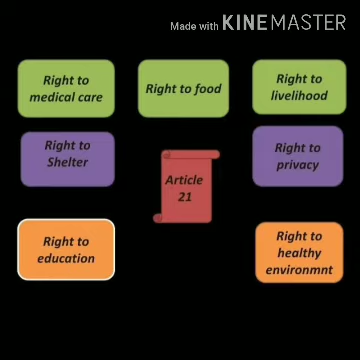 Made with KINEMASTER
Right to
medical care
Right to food
Right to
livelihood
Right to
Shelter
Article
21
Right to
privacy
Right to
education
Right to
healthy
environmnt